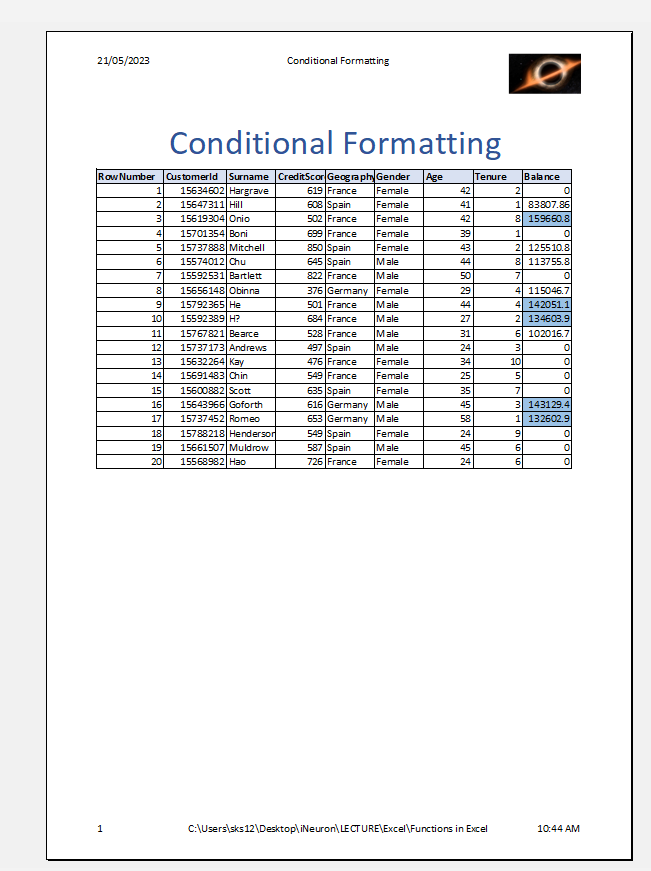 21/05/2023 Conditional Formatting
Conditional Formatting
RowNumber CustomerId Surname CreditScor Geography Gender Age Tenure Balance
1 15634602 Hargrave 619 France Female 42 2 0
2 15647311 Hill 608 Spain Female 41 1 83807.86
3 15619304 Onio 502 France Female 42 8 159660.8
4 15701354 Boni 699 France Female 39 1 0
5 15737888 Mitchell 850 Spain Female 43 2 125510.8
6 15574012 Chu 645 Spain Male 44 8 113755.8
7 15592531 Bartlett 822 France Male 50 7 0
8 15656148 Obinna 376 Germany Female 29 4 115046.7
9 15792365 He 501 France Male 44 4 142051.1
10 15592389 H? 684 France Male 27 2 134603.9
11 15767821 Bearce 528 France Male 31 6 102016.7
12 15737173 Andrews 497 Spain Male 24 3 0
13 15632264 Kay 476 France Female 34 10 0
14 15691483 Chin 549 France Female 25 5 0
15 15600882 Scott 635 Spain Female 35 7 0
16 15643966 Goforth 616 Germany Male 45 3 143129.4
17 15737452 Romeo 653 Germany Male 58 1 132602.9
18 15788218 Henderson 549 Spain Female 24 9 0
19 15661507 Muldrow 587 Spain Male 45 6 0
20 15568982 Hao 726 France Female 24 6 0
1 C:\Users\sks12\Desktop\iNeuron\LECTURE\Excel\Functions in Excel 10:44 AM